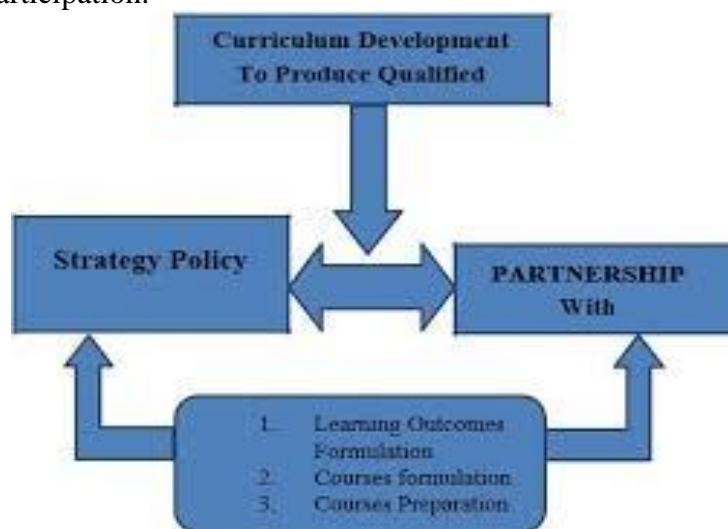 articipation.
Curriculum Development
To Produce Qualified
Strategy Policy
PARTNERSHIP
With
1. Learning Outcomes
Formulation
2. Courses formulation
3. Courses Preparation